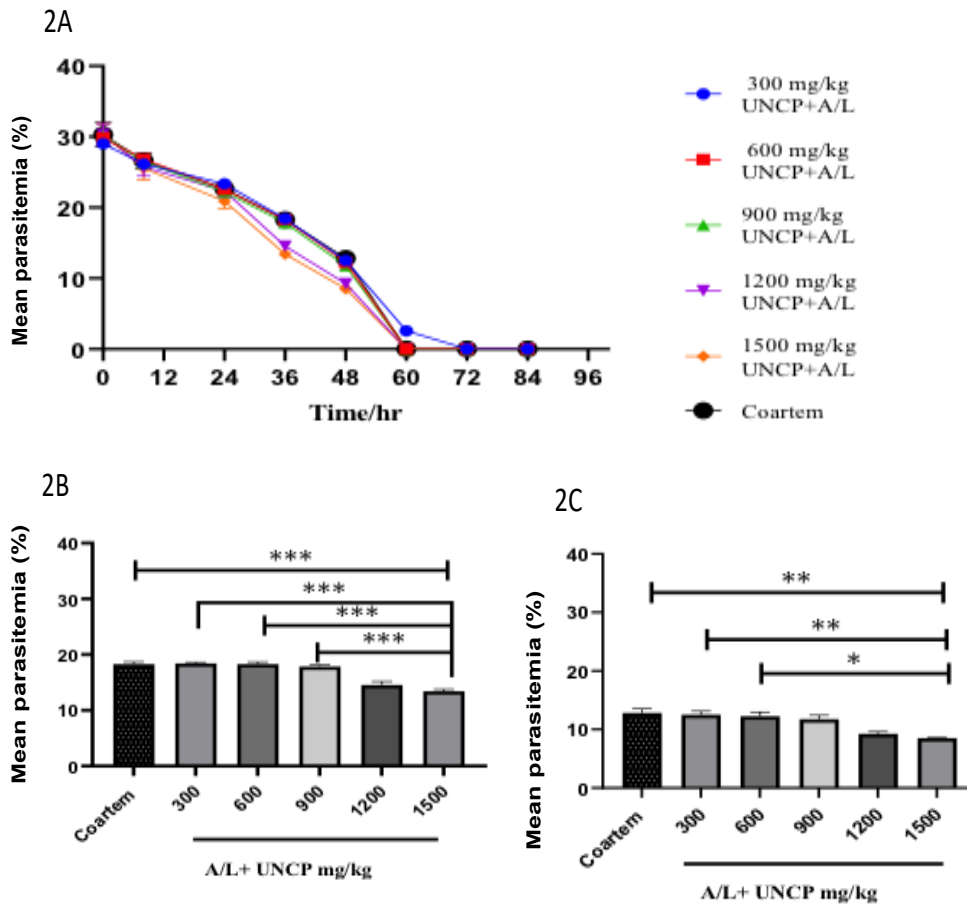 2A
Mean parasitemia (%)
40
30
20
10
0
0 12 24 36 48 60 72 84 96
Time/hr
300 mg/kg
UNCP+A/L
600 mg/kg
UNCP+A/L
900 mg/kg
UNCP+A/L
1200 mg/kg
UNCP+A/L
1500 mg/kg
UNCP+A/L
Coartem
2B
Mean parasitemia (%)
40
30
20
10
0
***
***
***
***
Coartem 300 600 900 1200 1500
A/L+ UNCP mg/kg
2C
Mean parasitemia (%)
40
30
20
10
0
**
**
*
Coartem 300 600 900 1200 1500
A/L+ UNCP mg/kg